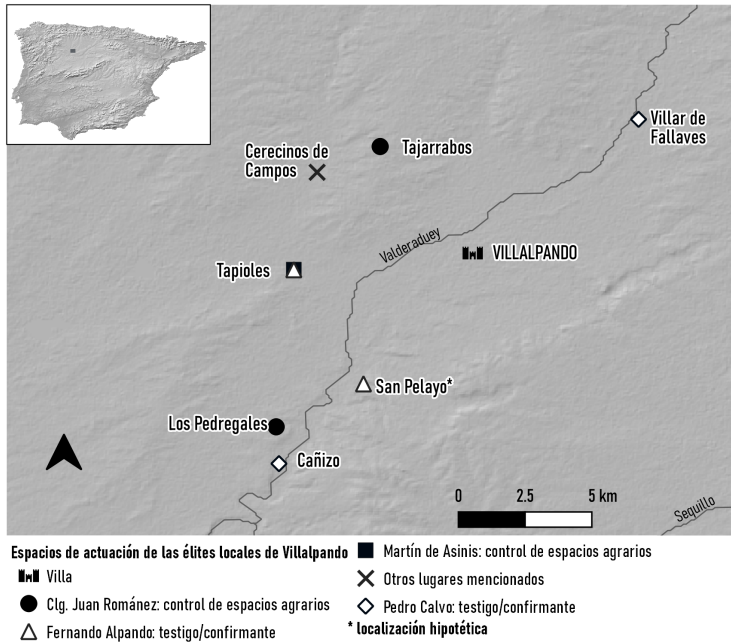 Villar de
Fallaves
Tajarrabos
Cerecinos de
Campos
Valderaduey
VILLALPANDO
Tapioles
San Pelayo*
Los Pedregales
Cañizo
0 2.5 5 km
Sequillo
Espacios de actuación de las élites locales de Villalpando
Villa
Clg. Juan Románez: control de espacios agrarios
Fernando Alpando: testigo/confirmante
Martín de Asinis: control de espacios agrarios
Otros lugares mencionados
Pedro Calvo: testigo/confirmante
* localización hipotética